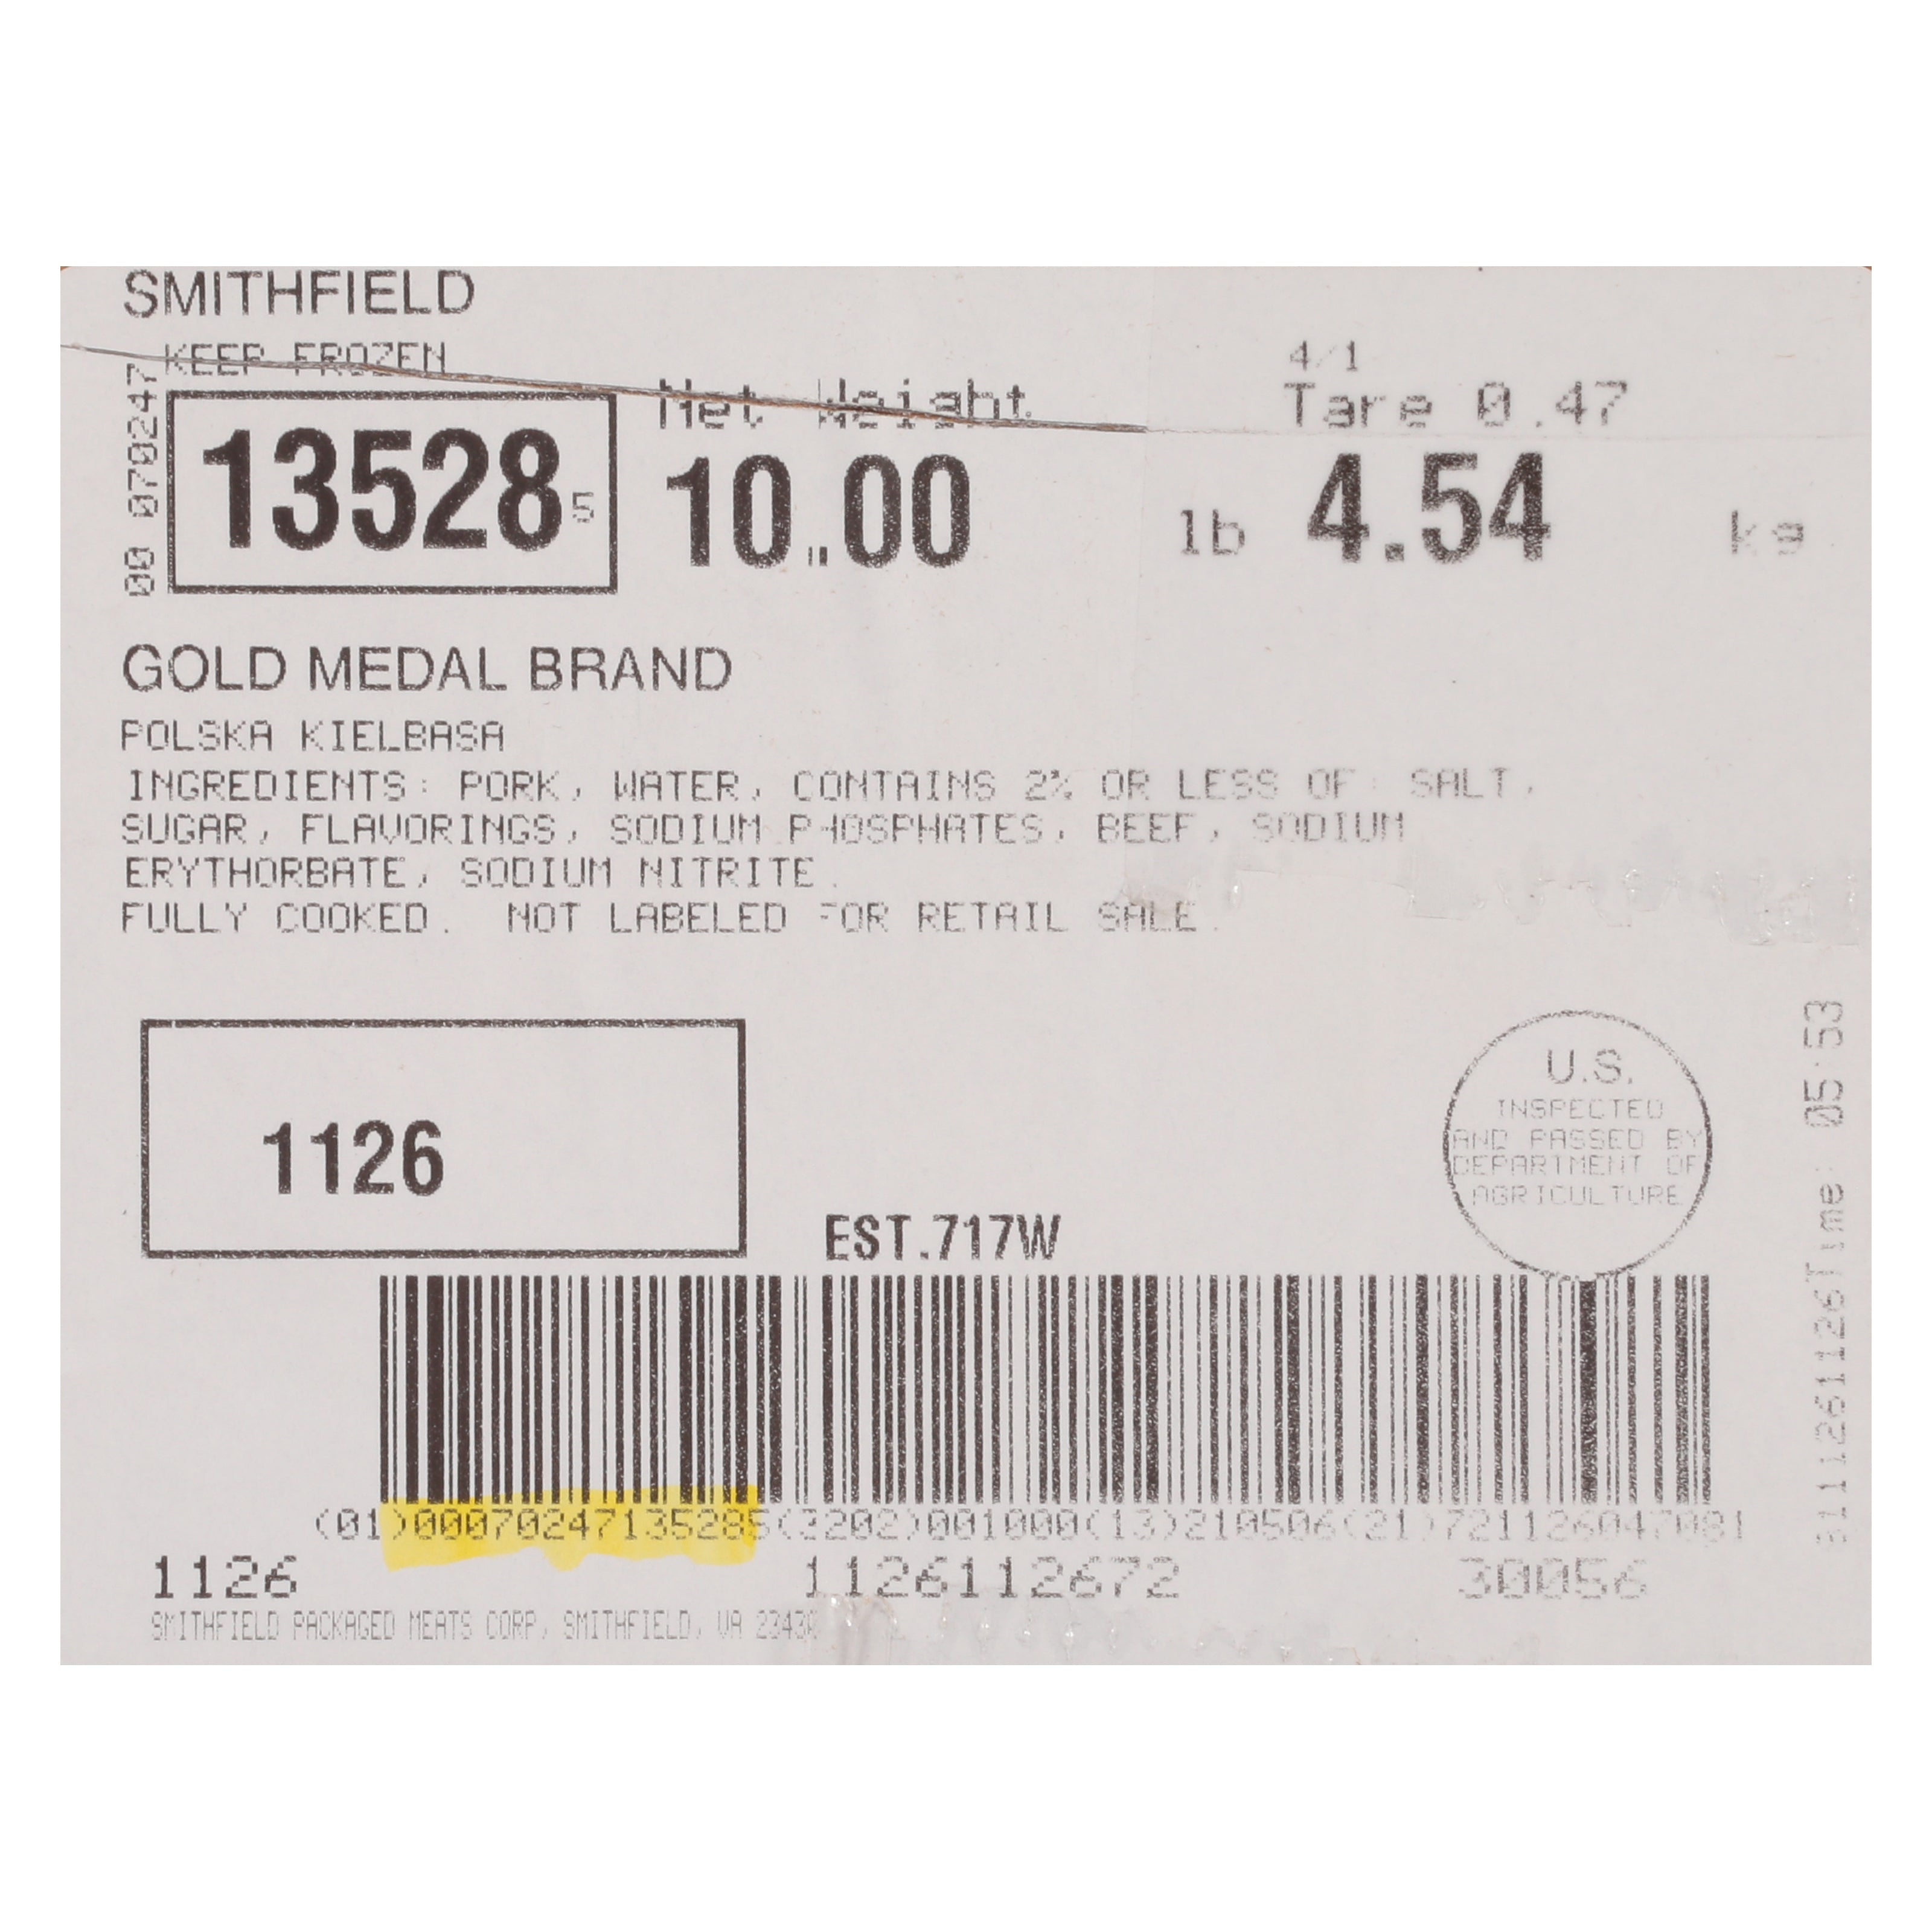 SMITHFIELD
KEEP FROZEN
00 070247
13528 5
Net Weight
10.00 lb
4/1
Tare 0.47
4.54 kg
GOLD MEDAL BRAND
POLSKA KIELBASA
INGREDIENTS: PORK, WATER, CONTAINS 2% OR LESS OF: SALT,
SUGAR, FLAVORINGS, SODIUM PHOSPHATES, BEEF, SODIUM
ERYTHORBATE, SODIUM NITRITE.
FULLY COOKED. NOT LABELED FOR RETAIL SALE.
1126
EST.717W
U.S.
INSPECTED
AND PASSED BY
DEPARTMENT OF
AGRICULTURE
Time: 05:53
(01)00070247135285(3202)001000(13)210506(21)721126047081
1126 1126112672 30056
SMITHFIELD PACKAGED MEATS CORP, SMITHFIELD, VA